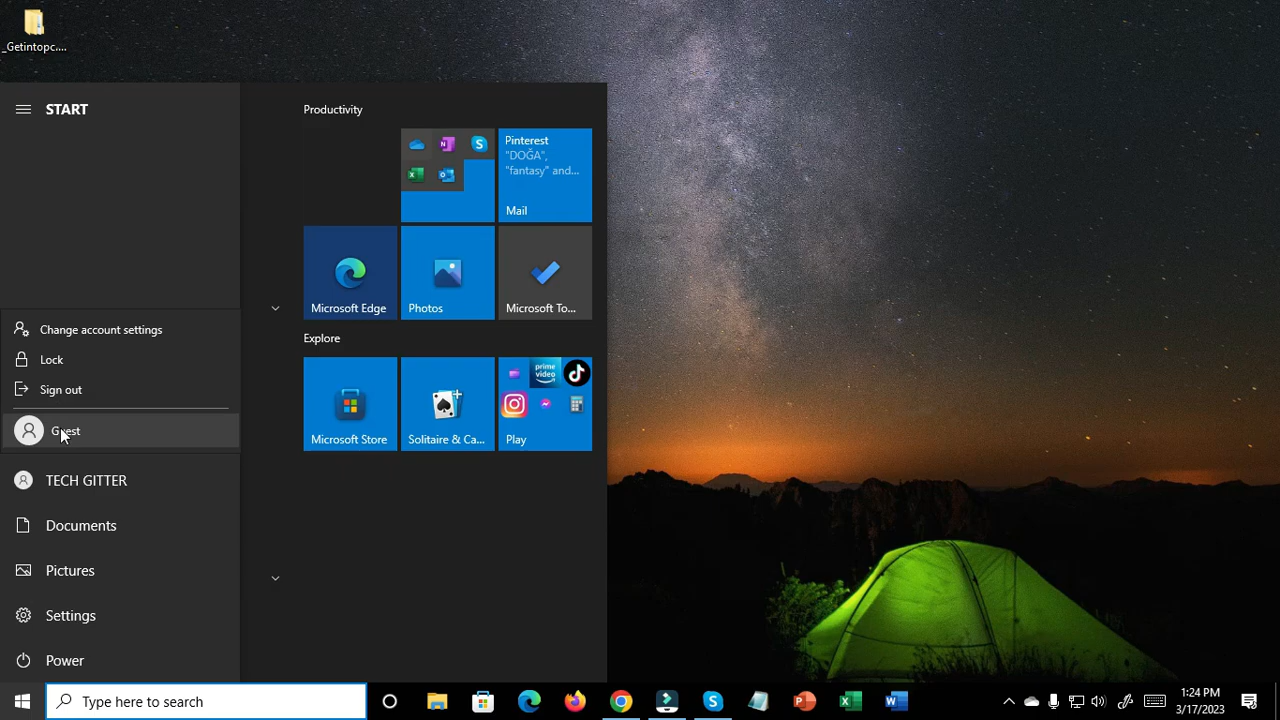 _Getintopc....
START
Productivity
Pinterest
"DOĞA",
"fantasy" and...
Mail
Microsoft Edge
Photos
Microsoft To...
Explore
prime
video
Microsoft Store
Solitaire & Ca...
Play
Change account settings
Lock
Sign out
Guest
TECH GITTER
Documents
Pictures
Settings
Power
Type here to search
1:24 PM
3/17/2023